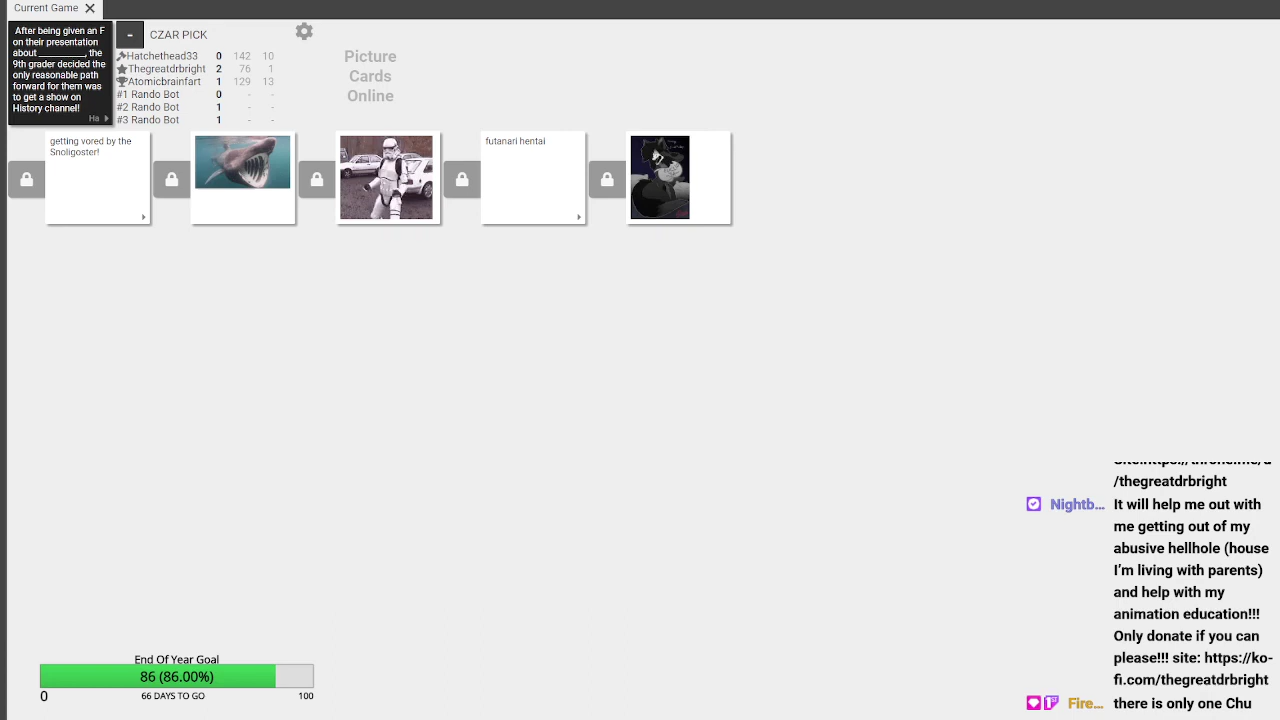 Current Game
After being given an F
on their presentation
about ________, the
9th grader decided the
only reasonable path
forward for them was
to get a show on
History channel!
Ha
-
CZAR PICK
Hatchethead33 0 142 10
Thegreatdrbright 2 76 1
Atomicbrainfart 1 129 13
#1 Rando Bot 0 - -
#2 Rando Bot 1 - -
#3 Rando Bot 1 - -
Picture
Cards
Online
getting vored by the
Snoligoster!
futanari hentai
/thegreatdrbright
Nightb... It will help me out with
me getting out of my
abusive hellhole (house
I'm living with parents)
and help with my
animation education!!!
Only donate if you can
please!!! site: https://ko-
fi.com/thegreatdrbright
Fire... there is only one Chu
End Of Year Goal
86 (86.00%)
0 66 DAYS TO GO 100